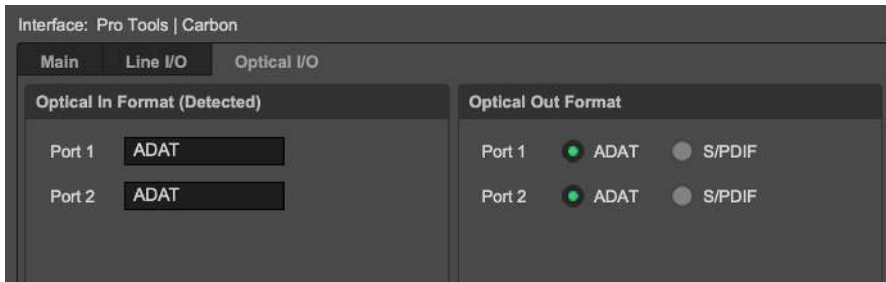 Interface: Pro Tools | Carbon
Main Line I/O Optical I/O
Optical In Format (Detected)
Port 1 ADAT
Port 2 ADAT
Optical Out Format
Port 1 ADAT S/PDIF
Port 2 ADAT S/PDIF